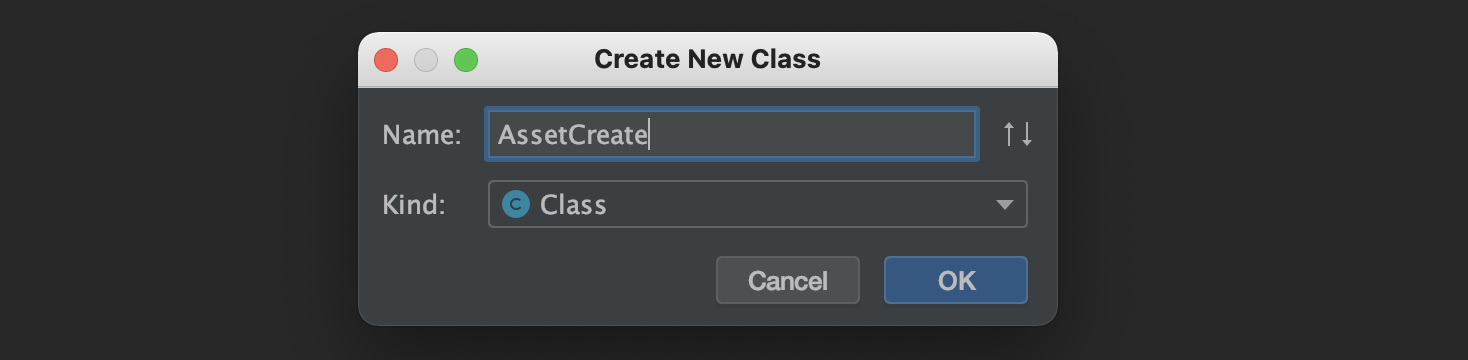 Create New Class
Name: AssetCreate
Kind: C Class
Cancel OK